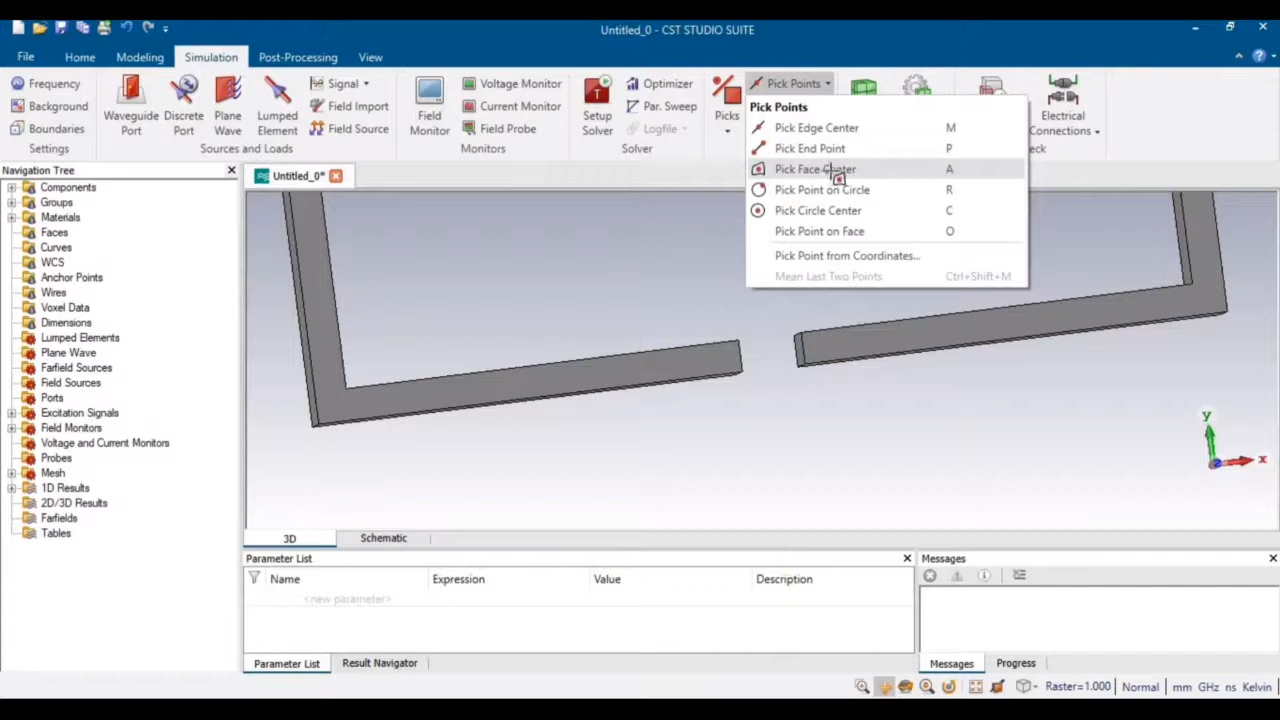 Untitled_0 - CST STUDIO SUITE
File Home Modeling Simulation Post-Processing View
Frequency
Background
Boundaries
Settings
Waveguide Port
Discrete Port
Plane Wave
Lumped Element
Signal
Field Import
Field Source
Sources and Loads
Field Monitor
Voltage Monitor
Current Monitor
Field Probe
Monitors
Setup Solver
Optimizer
Par. Sweep
Logfile
Solver
Picks
Pick Points
Electrical Connections
eck
Pick Points
Pick Edge Center M
Pick End Point P
Pick Face Center A
Pick Point on Circle R
Pick Circle Center C
Pick Point on Face O
Pick Point from Coordinates...
Mean Last Two Points Ctrl+Shift+M
Navigation Tree
Components
Groups
Materials
Faces
Curves
WCS
Anchor Points
Wires
Voxel Data
Dimensions
Lumped Elements
Plane Wave
Farfield Sources
Field Sources
Ports
Excitation Signals
Field Monitors
Voltage and Current Monitors
Probes
Mesh
1D Results
2D/3D Results
Farfields
Tables
Untitled_0*
y
x
3D Schematic
Parameter List
Name Expression Value Description
<new parameter>
Parameter List Result Navigator
Messages
Messages Progress
Raster=1.000 Normal mm GHz ns Kelvin